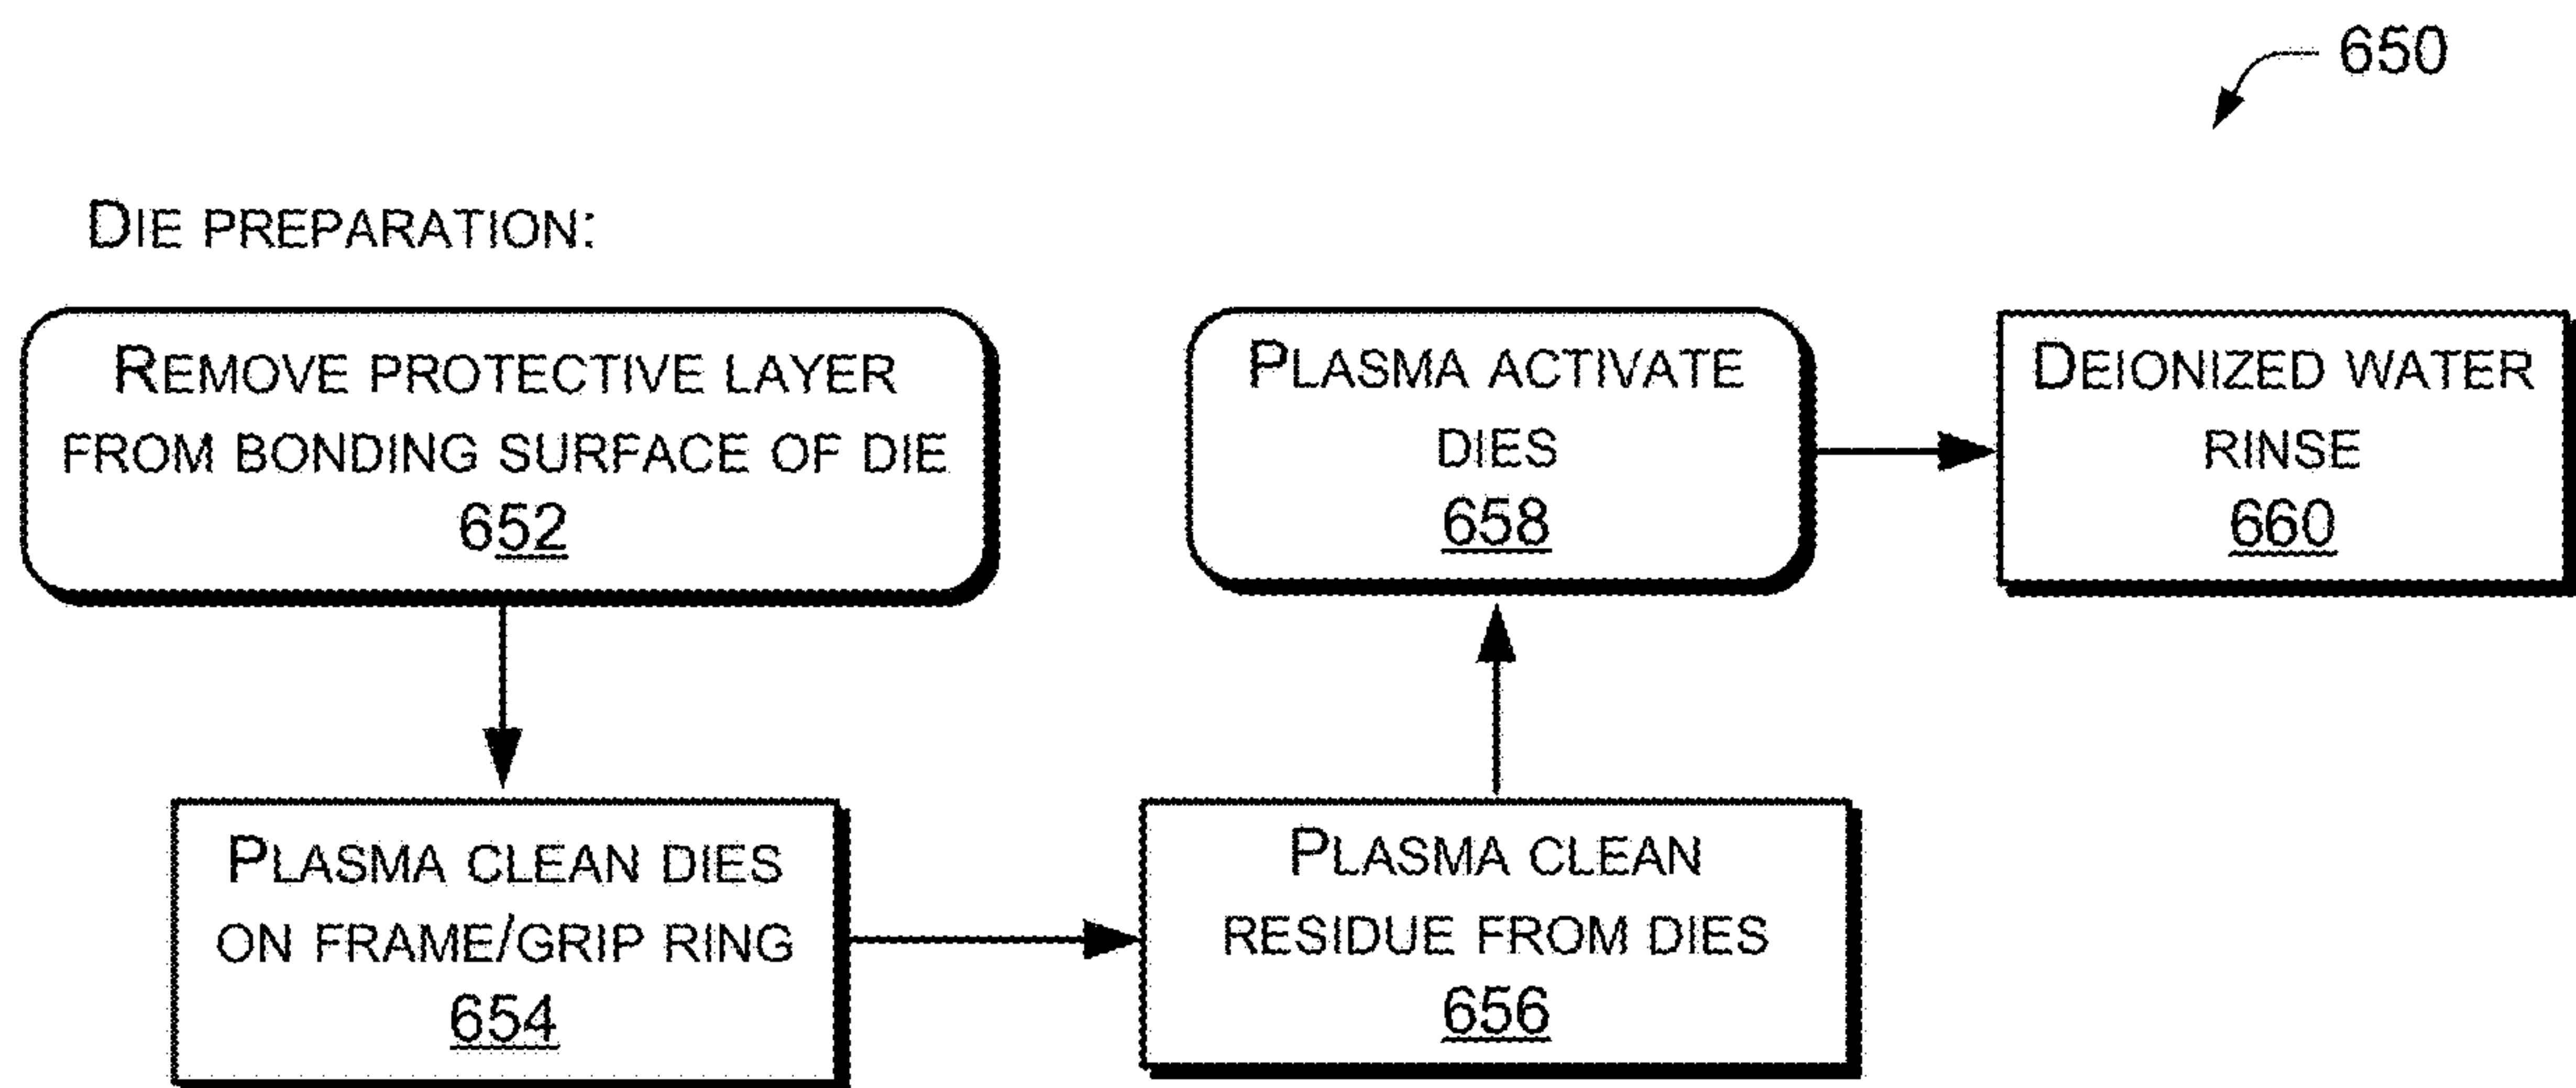 650
DIE PREPARATION:
REMOVE PROTECTIVE LAYER
FROM BONDING SURFACE OF DIE
652
PLASMA CLEAN DIES
ON FRAME/GRIP RING
654
PLASMA CLEAN
RESIDUE FROM DIES
656
PLASMA ACTIVATE
DIES
658
DEIONIZED WATER
RINSE
660